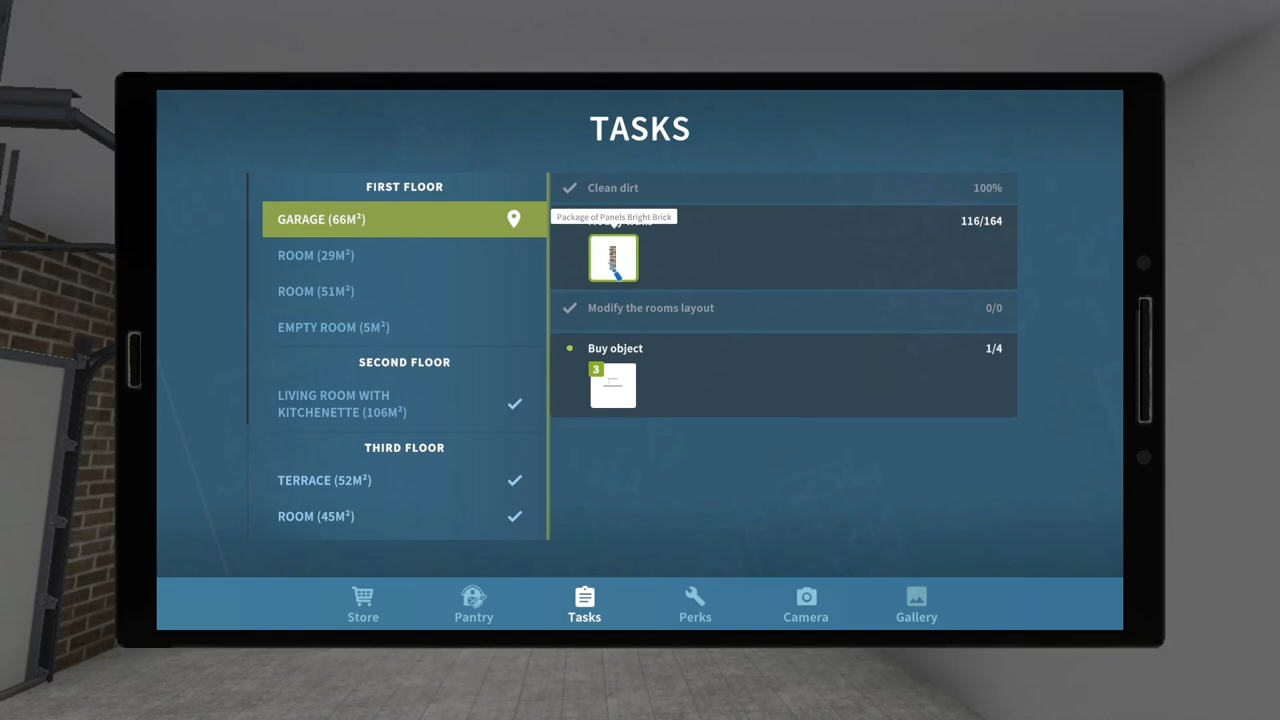 TASKS
FIRST FLOOR
GARAGE (66M²)
ROOM (29M²)
ROOM (51M²)
EMPTY ROOM (5M²)
SECOND FLOOR
LIVING ROOM WITH
KITCHENETTE (106M²)
THIRD FLOOR
TERRACE (52M²)
ROOM (45M²)
Clean dirt 100%
Package of Panels Bright Brick
116/164
Modify the rooms layout 0/0
Buy object 1/4
3
Store Pantry Tasks Perks Camera Gallery